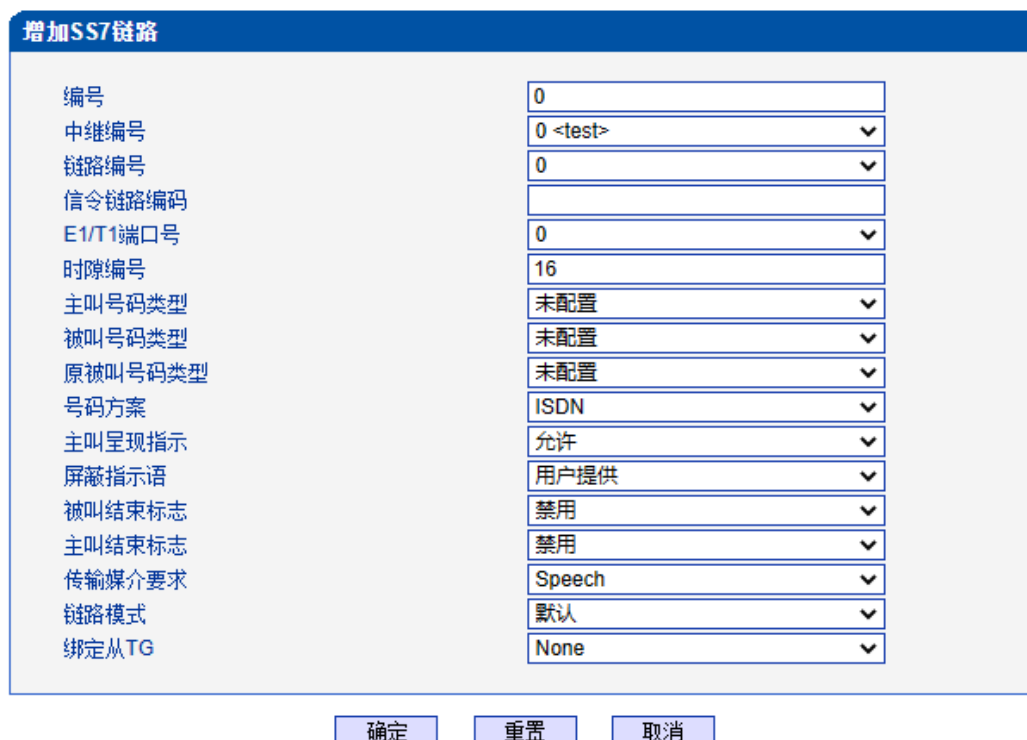 增加SS7链路
编号 0
中继编号 0 <test>
链路编号 0
信令链路编码
E1/T1端口号 0
时隙编号 16
主叫号码类型 未配置
被叫号码类型 未配置
原被叫号码类型 未配置
号码方案 ISDN
主叫呈现指示 允许
屏蔽指示语 用户提供
被叫结束标志 禁用
主叫结束标志 禁用
传输媒介要求 Speech
链路模式 默认
绑定从TG None
确定 重置 取消